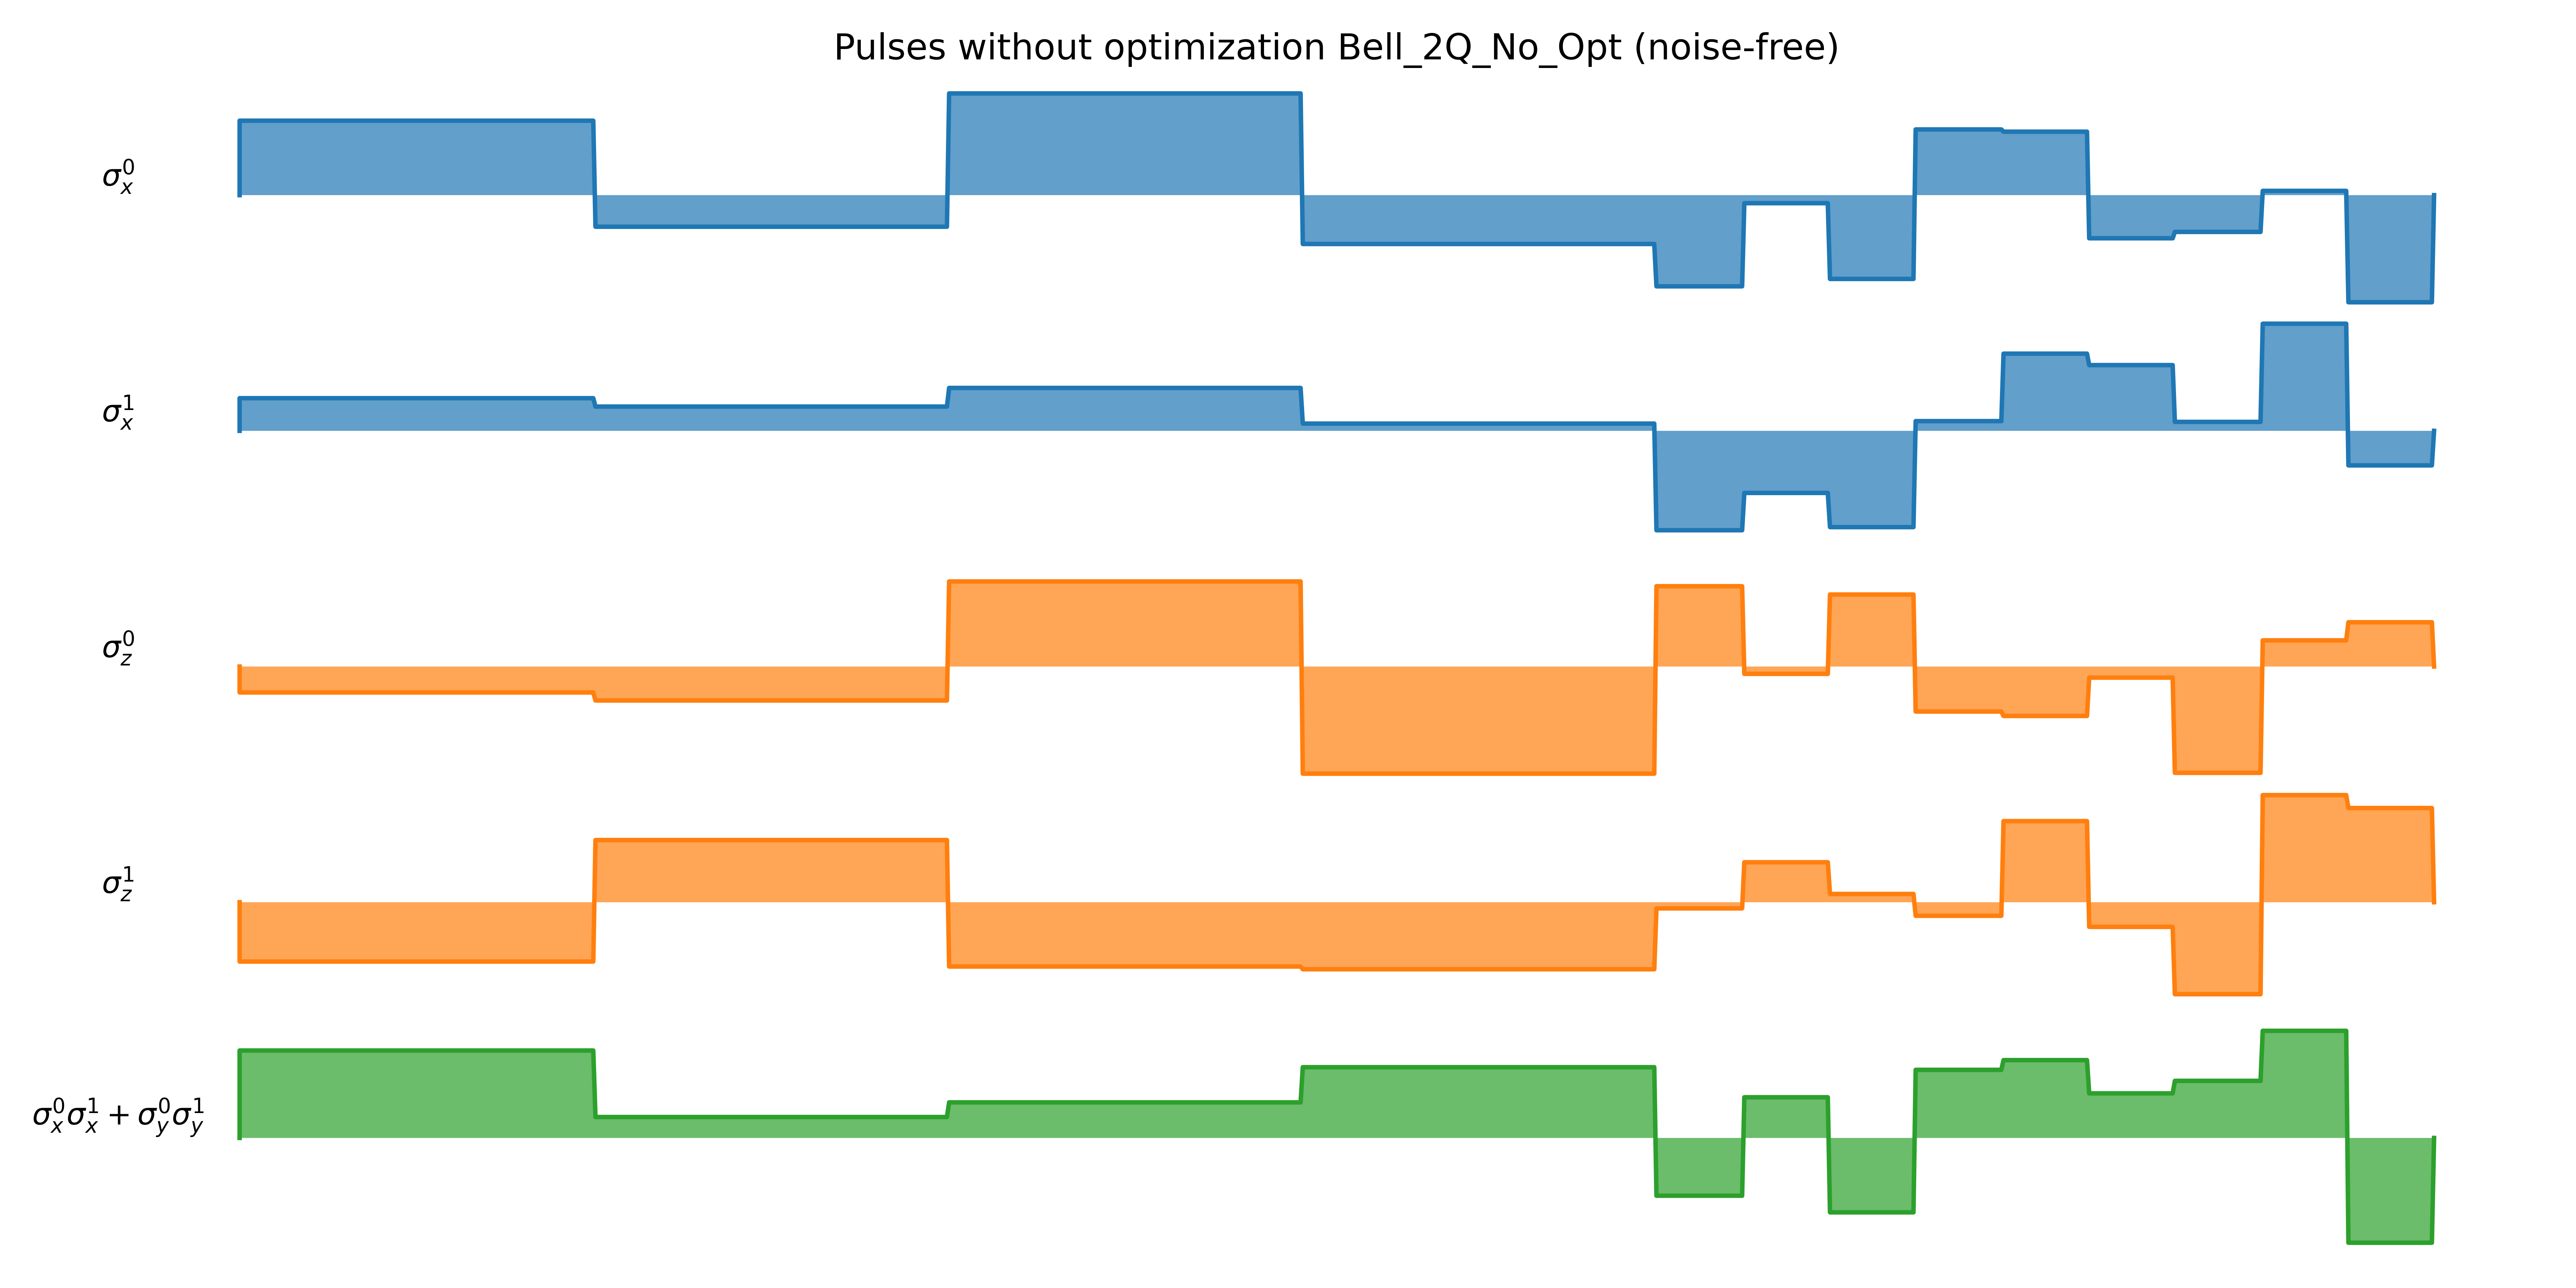 Pulses without optimization Bell_2Q_No_Opt (noise-free)
σ_x^0
σ_x^1
σ_z^0
σ_z^1
σ_x^0σ_x^1 + σ_y^0σ_y^1